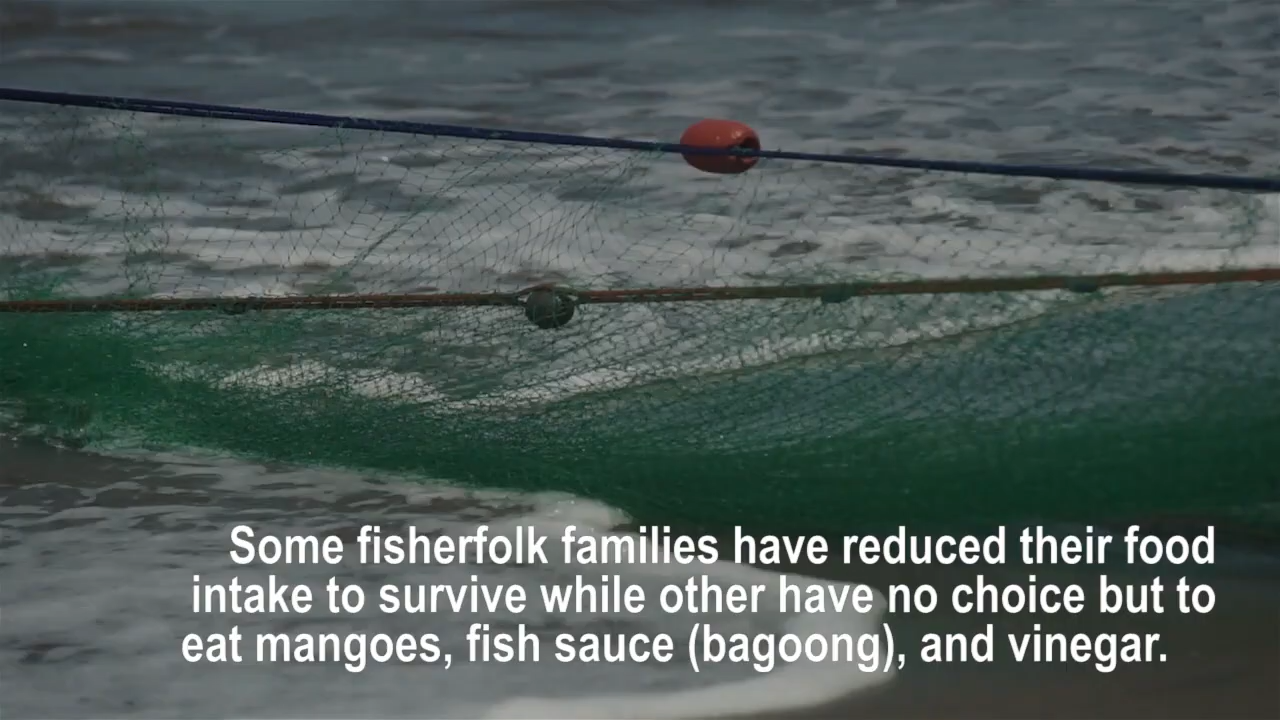 Some fisherfolk families have reduced their food
intake to survive while other have no choice but to
eat mangoes, fish sauce (bagoong), and vinegar.